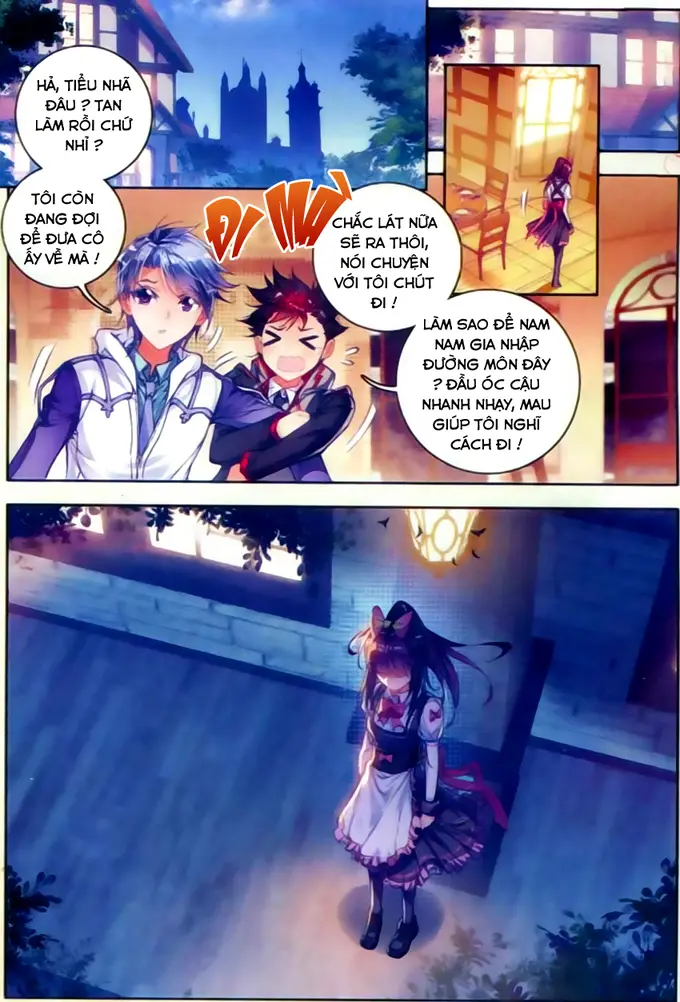 HẢ, TIỂU NHÃ
ĐÂU ? TAN
LÀM RỒI CHỨ
NHỈ ?
TÔI CÒN
ĐANG ĐỢI
ĐỂ ĐƯA CÔ
ẤY VỀ MÀ !
ĐI MÀ
CHẮC LÁT NỮA
SẼ RA THÔI,
NÓI CHUYỆN
VỚI TÔI CHÚT
ĐI !
LÀM SAO ĐỂ NAM
NAM GIA NHẬP
ĐƯỜNG MÔN ĐÂY
? ĐẦU ÓC CẬU
NHANH NHẠY, MAU
GIÚP TÔI NGHĨ
CÁCH ĐI !